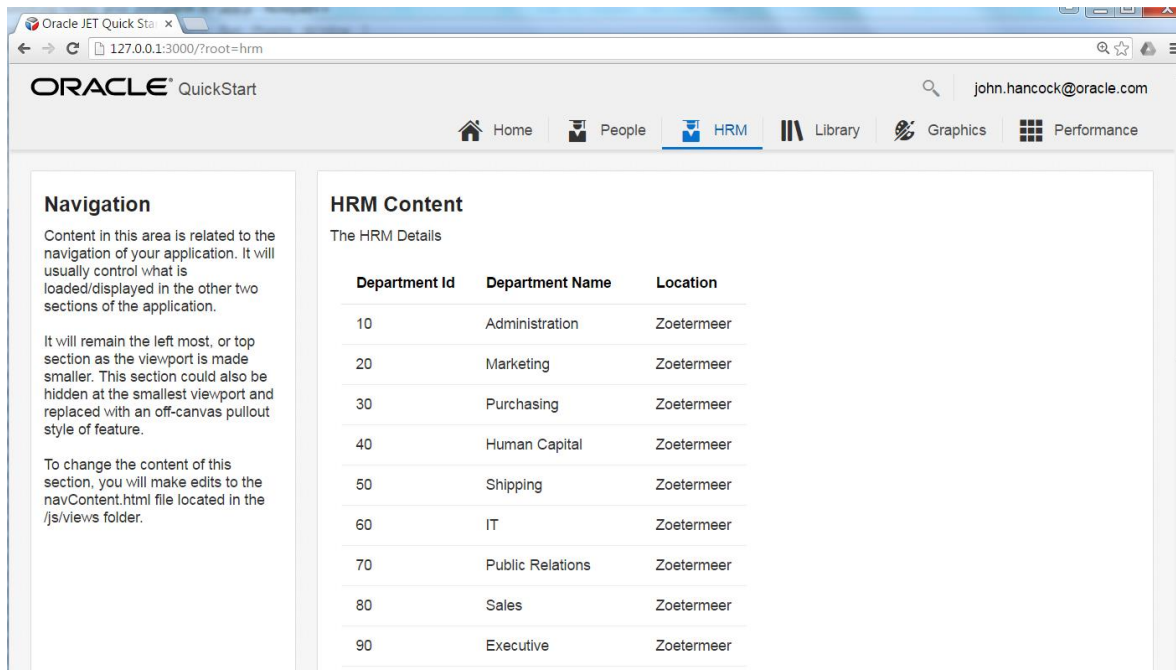 Oracle JET Quick Sta
127.0.0.1:3000/?root=hrm
ORACLE® QuickStart
john.hancock@oracle.com
Home People HRM Library Graphics Performance
Navigation
Content in this area is related to the
navigation of your application. It will
usually control what is
loaded/displayed in the other two
sections of the application.
It will remain the left most, or top
section as the viewport is made
smaller. This section could also be
hidden at the smallest viewport and
replaced with an off-canvas pullout
style of feature.
To change the content of this
section, you will make edits to the
navContent.html file located in the
/js/views folder.
HRM Content
The HRM Details
Department Id Department Name Location
10 Administration Zoetermeer
20 Marketing Zoetermeer
30 Purchasing Zoetermeer
40 Human Capital Zoetermeer
50 Shipping Zoetermeer
60 IT Zoetermeer
70 Public Relations Zoetermeer
80 Sales Zoetermeer
90 Executive Zoetermeer